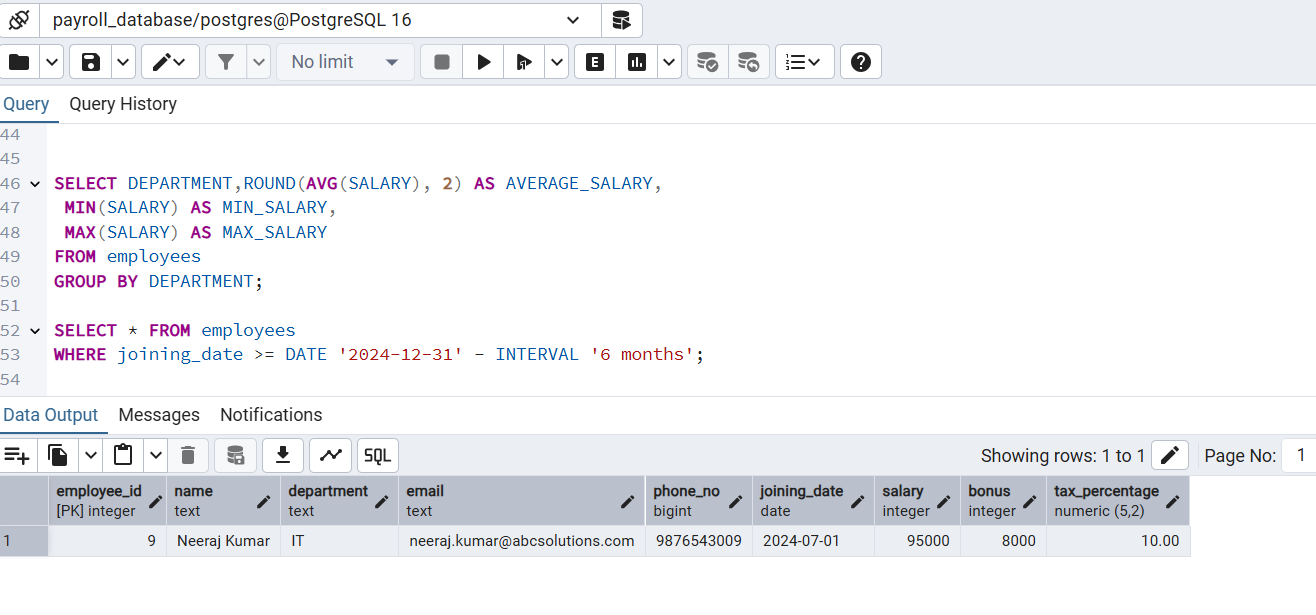 payroll_database/postgres@PostgreSQL 16
No limit
E
Query Query History
44
45
46 SELECT DEPARTMENT,ROUND(AVG(SALARY), 2) AS AVERAGE_SALARY,
47 MIN(SALARY) AS MIN_SALARY,
48 MAX(SALARY) AS MAX_SALARY
49 FROM employees
50 GROUP BY DEPARTMENT;
51
52 SELECT * FROM employees
53 WHERE joining_date >= DATE '2024-12-31' - INTERVAL '6 months';
54
Data Output Messages Notifications
SQL Showing rows: 1 to 1 Page No: 1
employee_id name department email phone_no joining_date salary bonus tax_percentage
[PK] integer text text text bigint date integer integer numeric (5,2)
1 9 Neeraj Kumar IT neeraj.kumar@abcsolutions.com 9876543009 2024-07-01 95000 8000 10.00